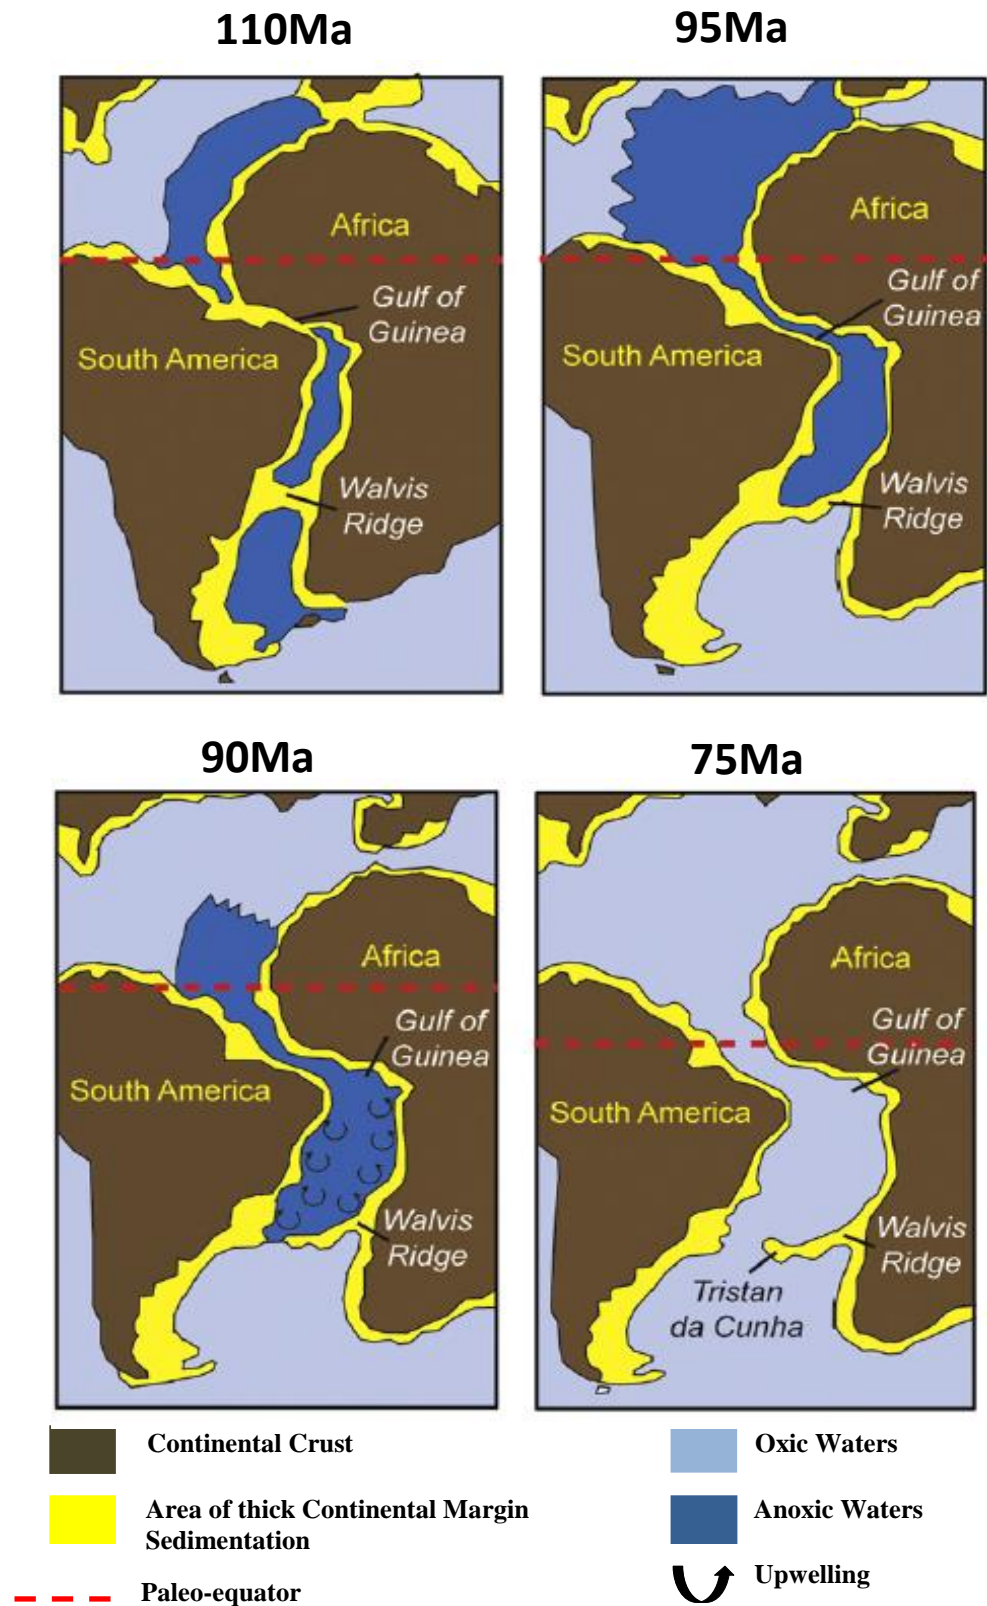 110Ma
95Ma
Africa
Gulf of
Guinea
South America
Walvis
Ridge
Africa
Gulf of
Guinea
South America
Walvis
Ridge
90Ma
75Ma
Africa
Gulf of
Guinea
South America
Walvis
Ridge
Africa
Gulf of
Guinea
South America
Walvis
Ridge
Tristan
da Cunha
Continental Crust
Oxic Waters
Area of thick Continental Margin
Sedimentation
Anoxic Waters
Upwelling
Paleo-equator